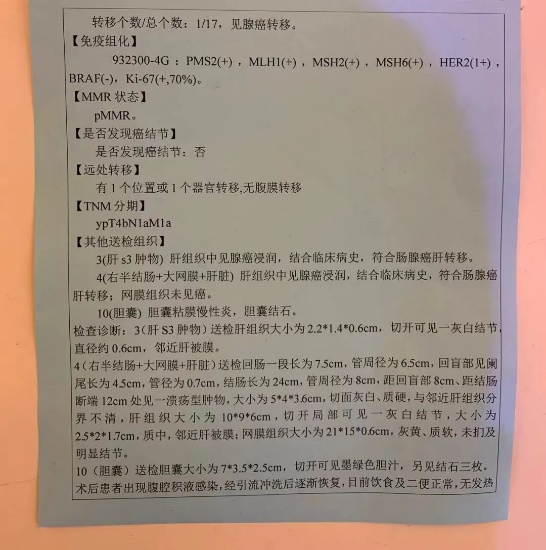 转移个数/总个数：1/17，见腺癌转移。
【免疫组化】
932300-4G：PMS2(+)，MLH1(+)，MSH2(+)，MSH6(+)，HER2(1+)，
BRAF(-)，Ki-67(+,70%)。
【MMR 状态】
pMMR。
【是否发现癌结节】
是否发现癌结节：否
【远处转移】
有 1 个位置或 1 个器官转移,无腹膜转移
【TNM 分期】
ypT4bN1aM1a
【其他送检组织】
3(肝 s3 肿物) 肝组织中见腺癌浸润，结合临床病史，符合肠腺癌肝转移。
4(右半结肠+大网膜+肝脏) 肝组织中见腺癌浸润，结合临床病史，符合肠腺癌
肝转移；网膜组织未见癌。
10(胆囊) 胆囊粘膜慢性炎，胆囊结石。
检查诊断：3（肝 S3 肿物）送检肝组织大小为 2.2*1.4*0.6cm，切开可见一灰白结节，
直径约 0.6cm，邻近肝被膜。
4（右半结肠+大网膜+肝脏）送检回肠一段长为 7.5cm，管周径为 6.5cm，回盲部见阑
尾长为 4.5cm，管径为 0.7cm，结肠长为 24cm，管周径为 8cm，距回盲部 8cm、距结肠
断端 12cm 处见一溃疡型肿物，大小为 5*4*3.6cm，切面灰白、质硬，与邻近肝组织分
界不清，肝组织大小为 10*9*6cm，切开局部可见一灰白结节，大小为
2.5*2*1.7cm，质中，邻近肝被膜；网膜组织大小为 21*15*0.6cm，灰黄、质软，未扪及
明显结节。
10（胆囊）送检胆囊大小为 7*3.5*2.5cm，切开可见墨绿色胆汁，另见结石三枚。
术后患者出现腹腔积液感染，经引流冲洗后逐渐恢复，目前饮食及二便正常，无发热